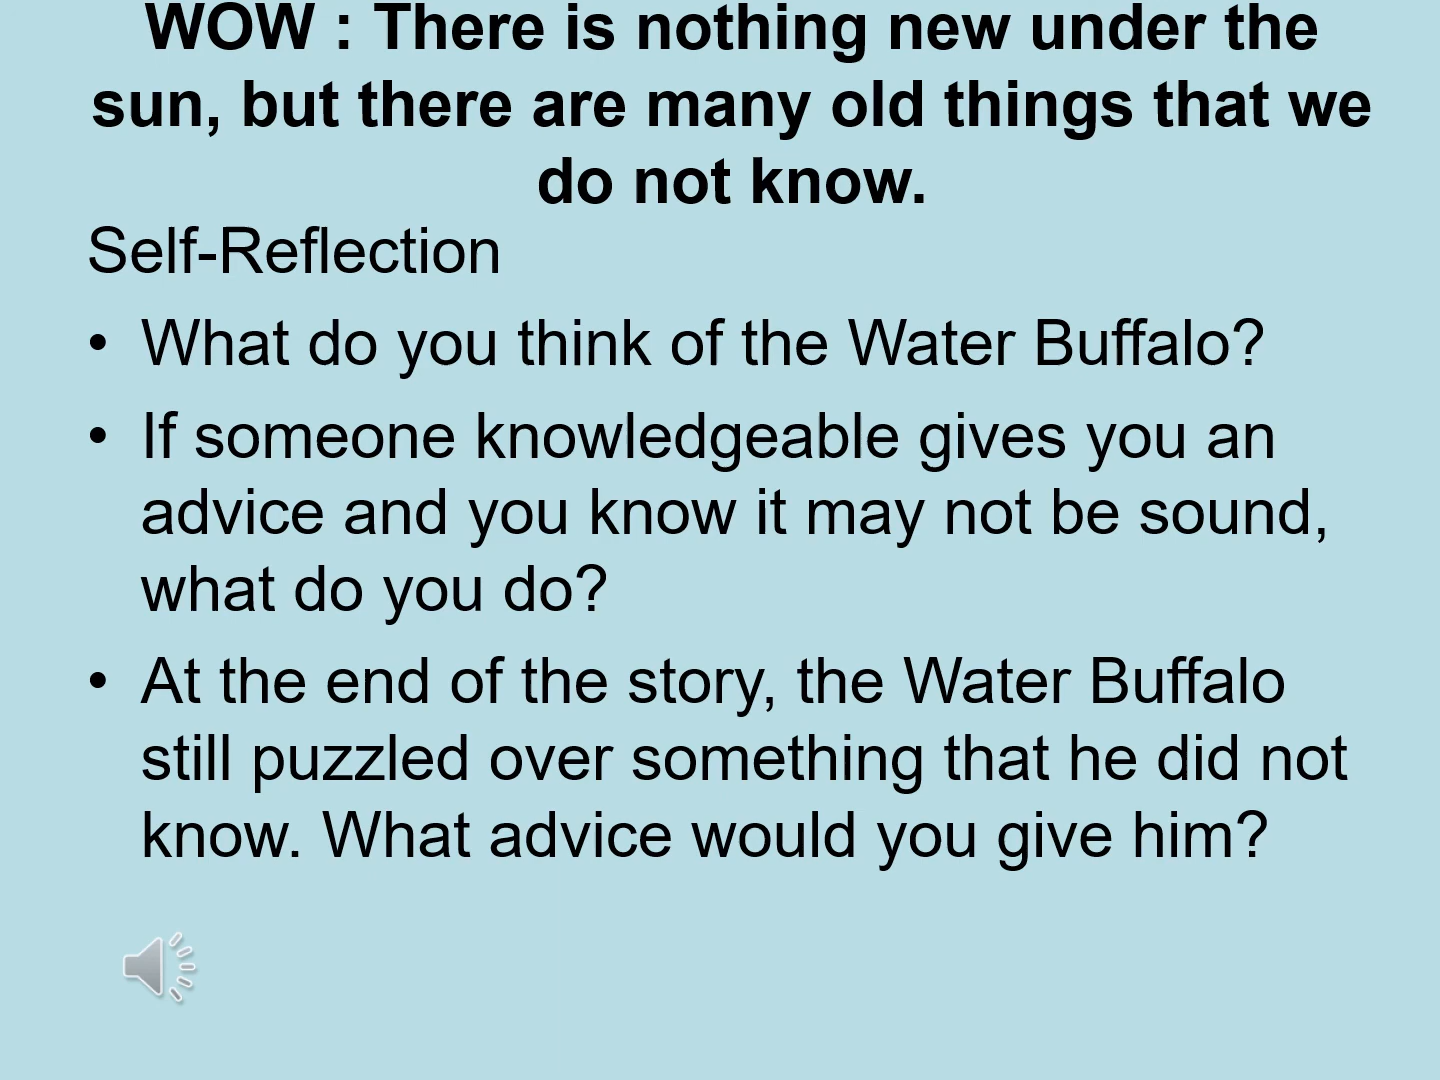 WOW : There is nothing new under the
sun, but there are many old things that we
do not know.
Self-Reflection
• What do you think of the Water Buffalo?
• If someone knowledgeable gives you an
advice and you know it may not be sound,
what do you do?
• At the end of the story, the Water Buffalo
still puzzled over something that he did not
know. What advice would you give him?